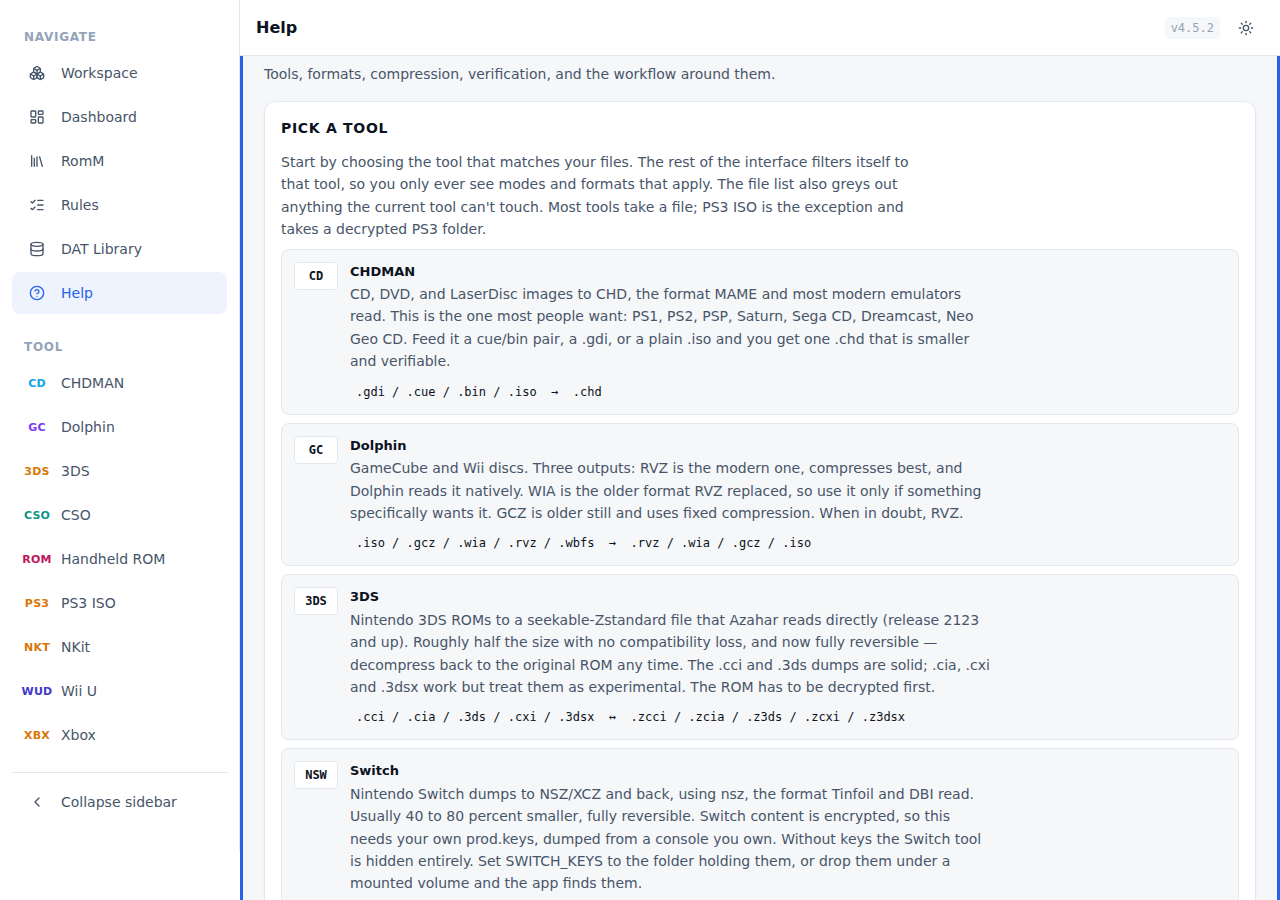 NAVIGATE
Workspace
Dashboard
RomM
Rules
DAT Library
Help
TOOL
CD CHDMAN
GC Dolphin
3DS 3DS
CSO CSO
ROM Handheld ROM
PS3 PS3 ISO
NKT NKit
WUD Wii U
XBX Xbox
Collapse sidebar
Help
v4.5.2
Tools, formats, compression, verification, and the workflow around them.
PICK A TOOL
Start by choosing the tool that matches your files. The rest of the interface filters itself to
that tool, so you only ever see modes and formats that apply. The file list also greys out
anything the current tool can't touch. Most tools take a file; PS3 ISO is the exception and
takes a decrypted PS3 folder.
CD CHDMAN
CD, DVD, and LaserDisc images to CHD, the format MAME and most modern emulators
read. This is the one most people want: PS1, PS2, PSP, Saturn, Sega CD, Dreamcast, Neo
Geo CD. Feed it a cue/bin pair, a .gdi, or a plain .iso and you get one .chd that is smaller
and verifiable.
.gdi / .cue / .bin / .iso → .chd
GC Dolphin
GameCube and Wii discs. Three outputs: RVZ is the modern one, compresses best, and
Dolphin reads it natively. WIA is the older format RVZ replaced, so use it only if something
specifically wants it. GCZ is older still and uses fixed compression. When in doubt, RVZ.
.iso / .gcz / .wia / .rvz / .wbfs → .rvz / .wia / .gcz / .iso
3DS 3DS
Nintendo 3DS ROMs to a seekable-Zstandard file that Azahar reads directly (release 2123
and up). Roughly half the size with no compatibility loss, and now fully reversible —
decompress back to the original ROM any time. The .cci and .3ds dumps are solid; .cia, .cxi
and .3dsx work but treat them as experimental. The ROM has to be decrypted first.
.cci / .cia / .3ds / .cxi / .3dsx ↔ .zcci / .zcia / .z3ds / .zcxi / .z3dsx
NSW Switch
Nintendo Switch dumps to NSZ/XCZ and back, using nsz, the format Tinfoil and DBI read.
Usually 40 to 80 percent smaller, fully reversible. Switch content is encrypted, so this
needs your own prod.keys, dumped from a console you own. Without keys the Switch tool
is hidden entirely. Set SWITCH_KEYS to the folder holding them, or drop them under a
mounted volume and the app finds them.